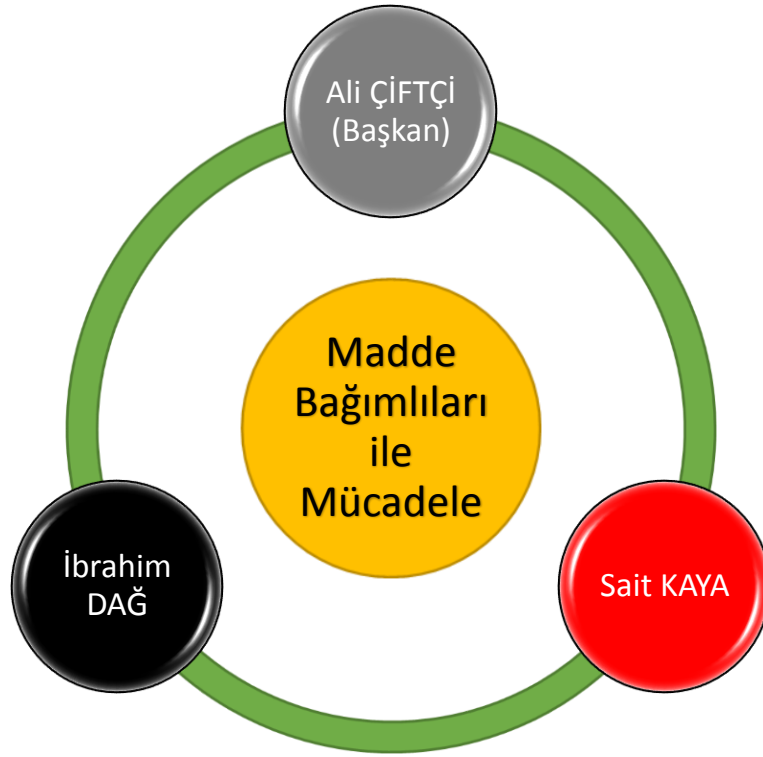 Ali ÇİFTÇİ
(Başkan)
Madde
Bağımlıları
ile
Mücadele
İbrahim
DAĞ
Sait KAYA